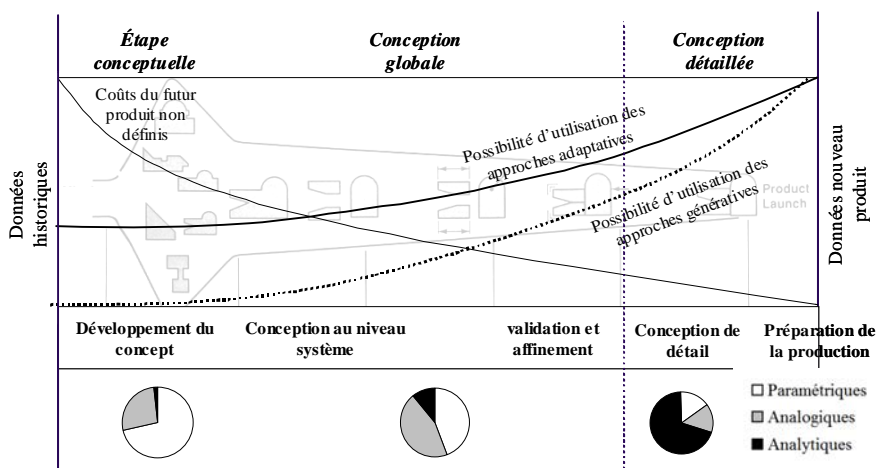 Étape
conceptuelle
Conception
globale
Conception
détaillée
Coûts du futur
produit non
définis
Possibilité d'utilisation des
approches adaptatives
Possibilité d'utilisation des
approches génératives
Données
historiques
Product
Launch
Données nouveau
produit
Développement du
concept
Conception au niveau
système
validation et
affinement
Conception de
détail
Préparation de
la production
Paramétriques
Analogiques
Analytiques